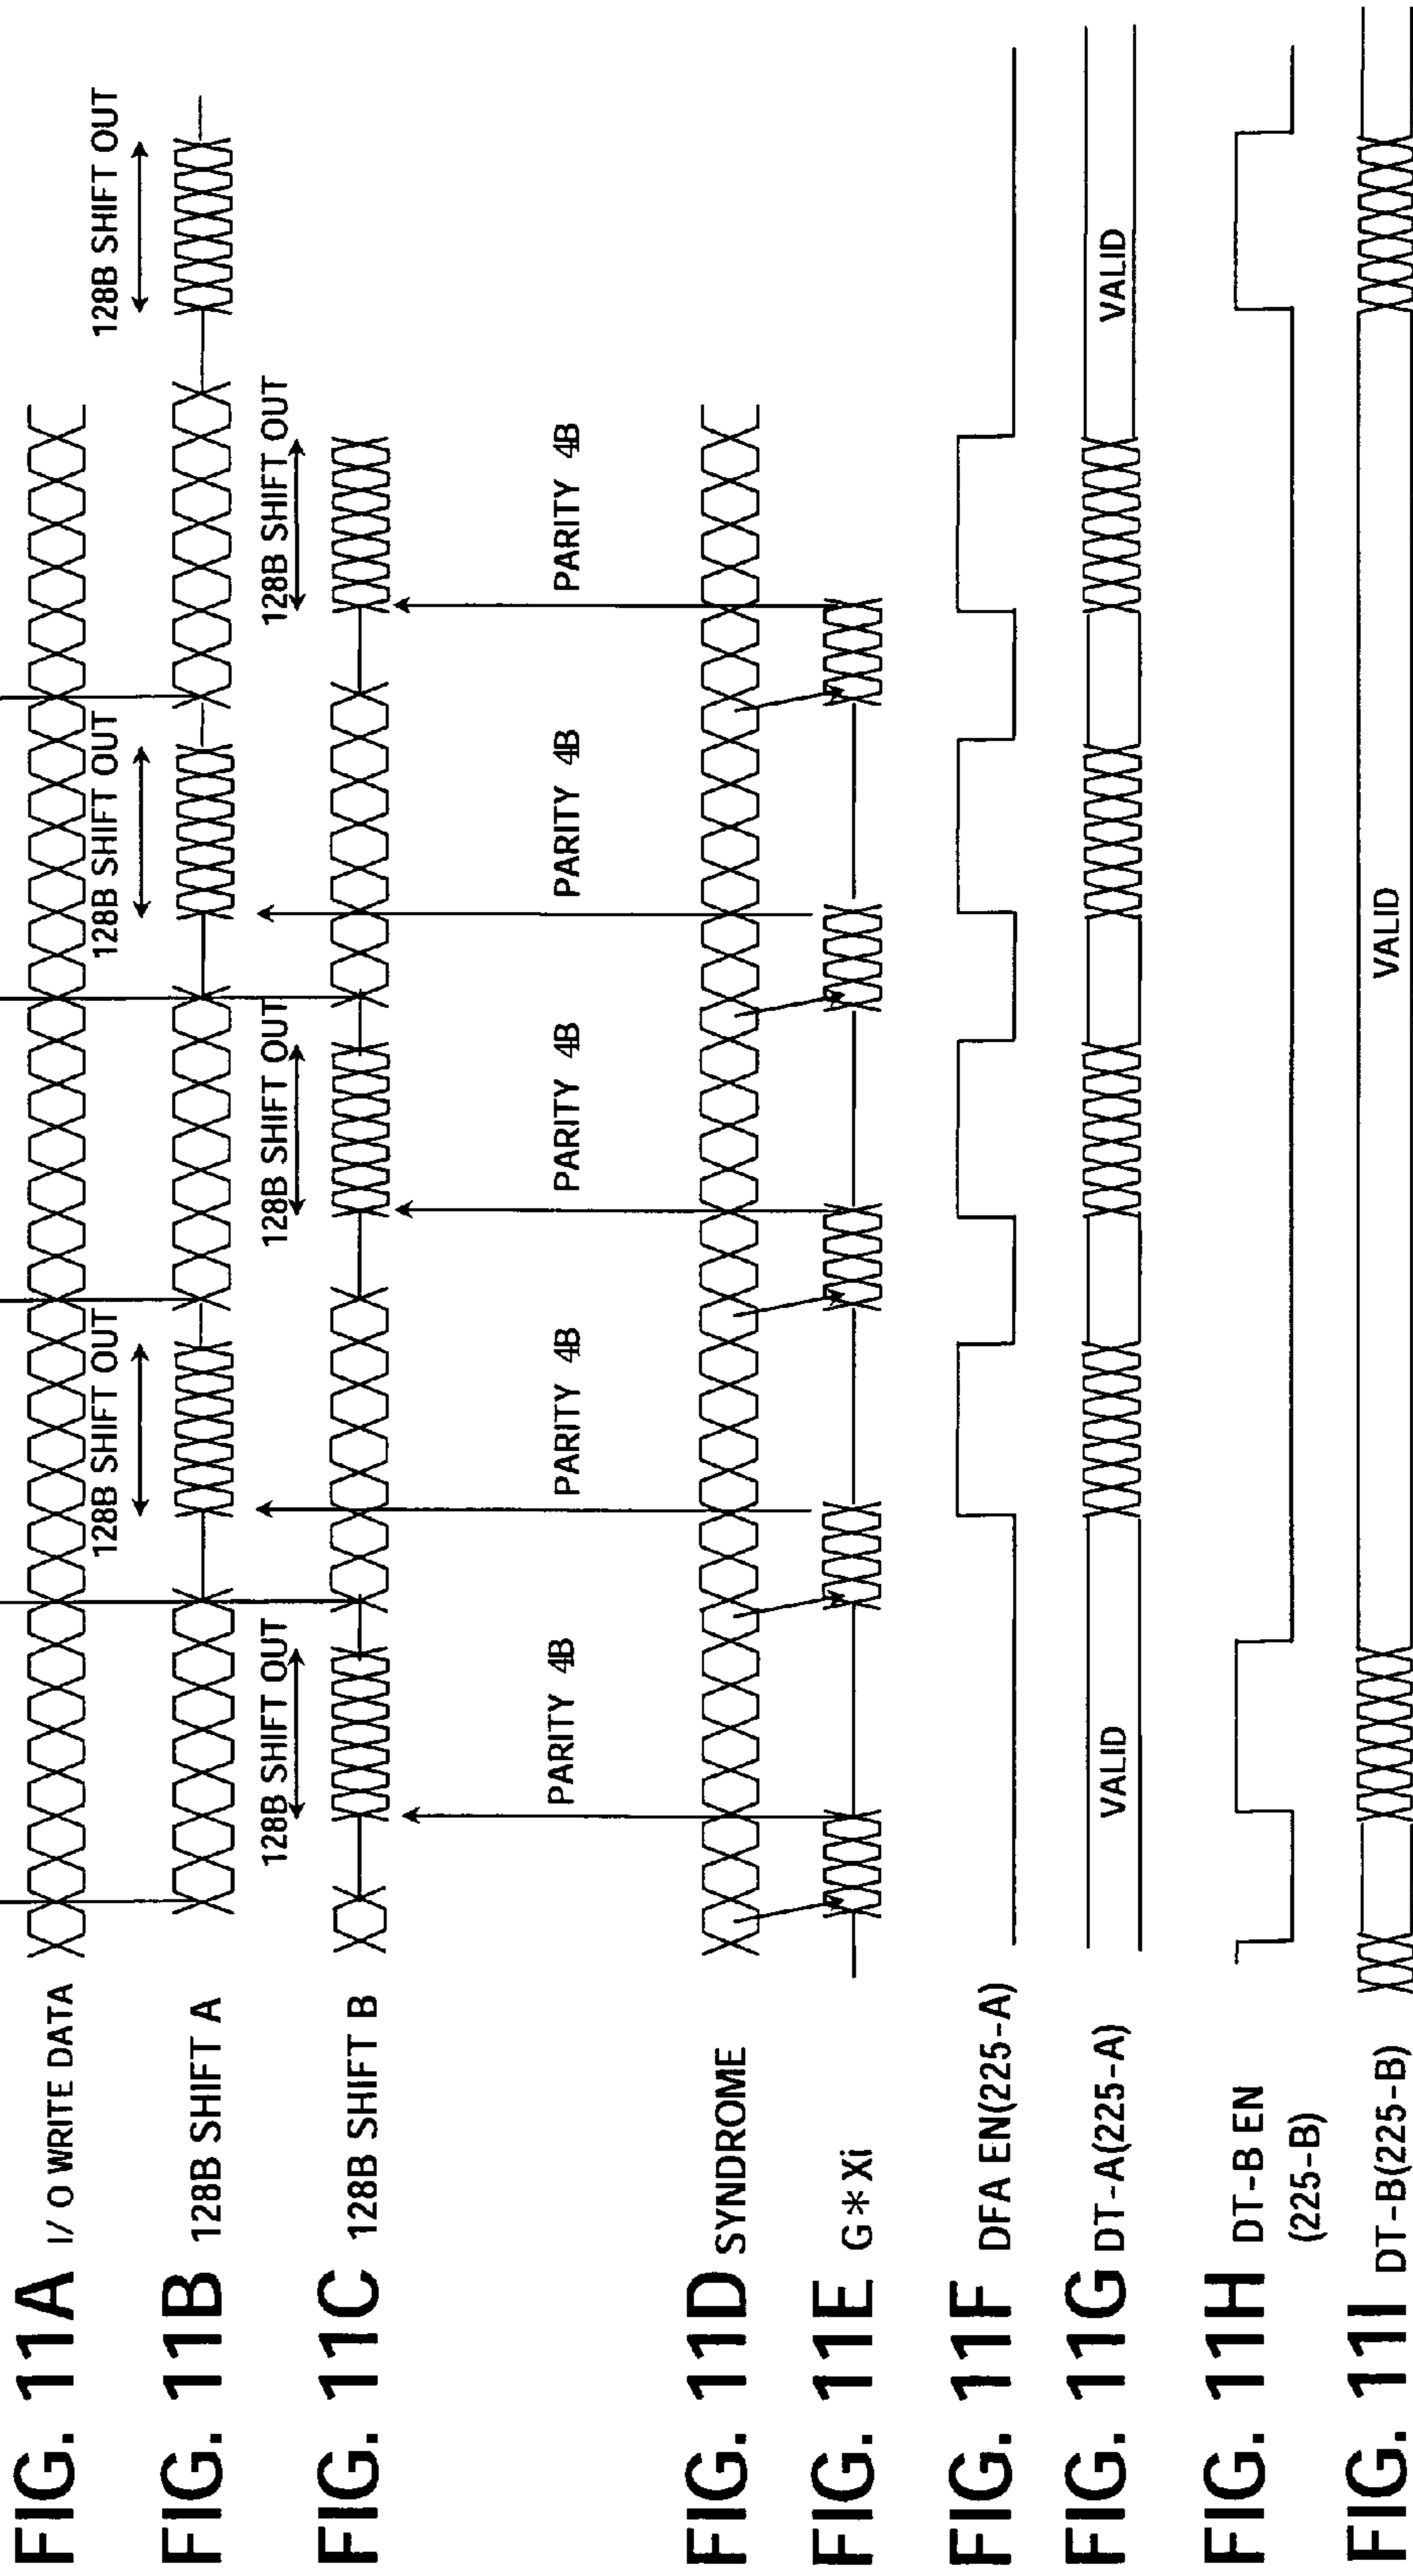 FIG. 11A I/O WRITE DATA
128B SHIFT OUT
128B SHIFT OUT
128B SHIFT OUT
FIG. 11B 128B SHIFT A
128B SHIFT OUT
128B SHIFT OUT
128B SHIFT OUT
FIG. 11C 128B SHIFT B
PARITY 4B
PARITY 4B
PARITY 4B
PARITY 4B
PARITY 4B
FIG. 11D SYNDROME
FIG. 11E G*Xi
FIG. 11F DFA EN(225-A)
FIG. 11G DT-A(225-A)
VALID
VALID
FIG. 11H DT-B EN
(225-B)
FIG. 11I DT-B(225-B)
VALID